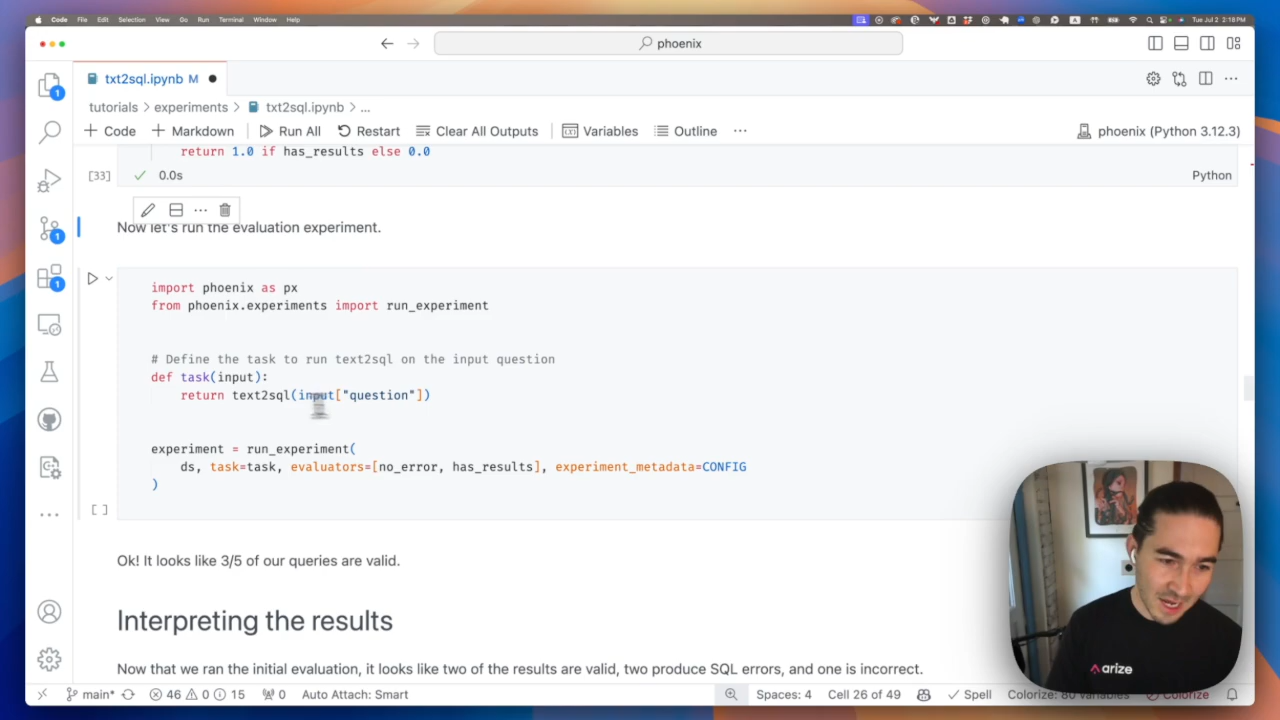 Code File Edit Selection View Go Run Terminal Window Help
Tue Jul 2 2:18 PM
phoenix
txt2sql.ipynb M
tutorials > experiments > txt2sql.ipynb > ...
+ Code + Markdown Run All Restart Clear All Outputs Variables Outline ... phoenix (Python 3.12.3)
return 1.0 if has_results else 0.0
[33] 0.0s Python
Now let's run the evaluation experiment.
import phoenix as px
from phoenix.experiments import run_experiment
# Define the task to run text2sql on the input question
def task(input):
return text2sql(input["question"])
experiment = run_experiment(
ds, task=task, evaluators=[no_error, has_results], experiment_metadata=CONFIG
)
[ ]
Ok! It looks like 3/5 of our queries are valid.
Interpreting the results
Now that we ran the initial evaluation, it looks like two of the results are valid, two produce SQL errors, and one is incorrect.
arize
main* 46 0 15 0 Auto Attach: Smart Spaces: 4 Cell 26 of 49 Spell Colorize: 80 variables Colorize
1
1
1